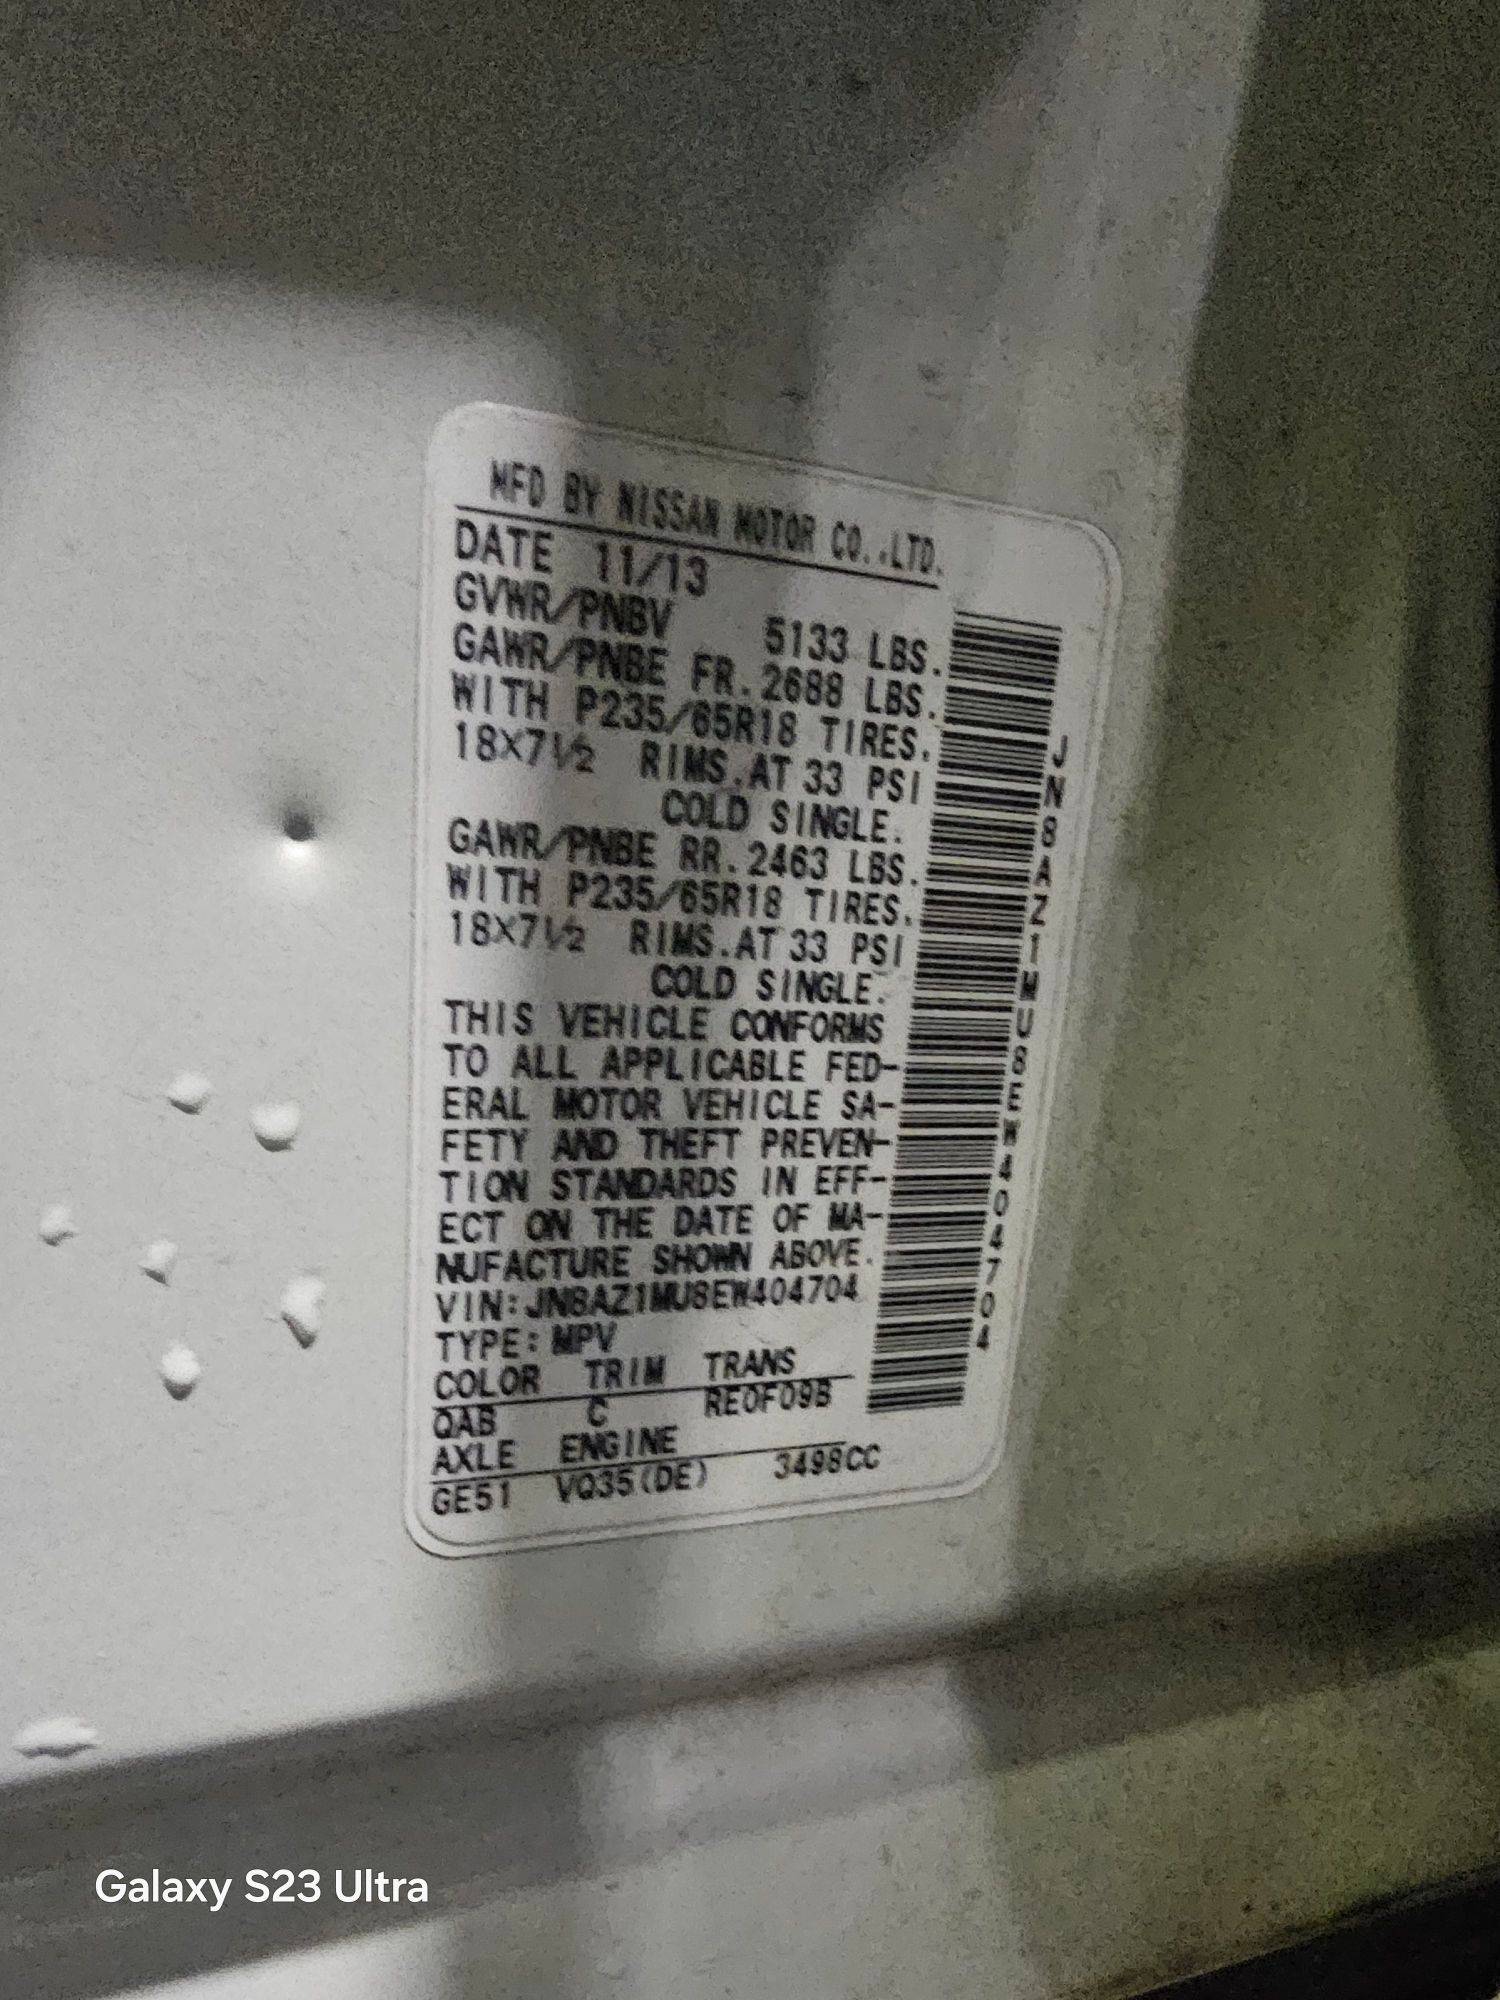 MFD BY NISSAN MOTOR CO.,LTD.
DATE 11/13
GVWR/PNBV 5133 LBS.
GAWR/PNBE FR. 2688 LBS.
WITH P235/65R18 TIRES.
18X7½ RIMS.AT 33 PSI
COLD SINGLE.
GAWR/PNBE RR. 2463 LBS.
WITH P235/65R18 TIRES.
18X7½ RIMS.AT 33 PSI
COLD SINGLE.
THIS VEHICLE CONFORMS
TO ALL APPLICABLE FED-
ERAL MOTOR VEHICLE SA-
FETY AND THEFT PREVEN-
TION STANDARDS IN EFF-
ECT ON THE DATE OF MA-
NUFACTURE SHOWN ABOVE.
VIN:JN8AZ1MU8EW404704
TYPE:MPV
COLOR TRIM TRANS
QAB C RE0F09B
AXLE ENGINE
GE51 VQ35(DE) 3498CC
JN8AZ1MU8EW404704
Galaxy S23 Ultra